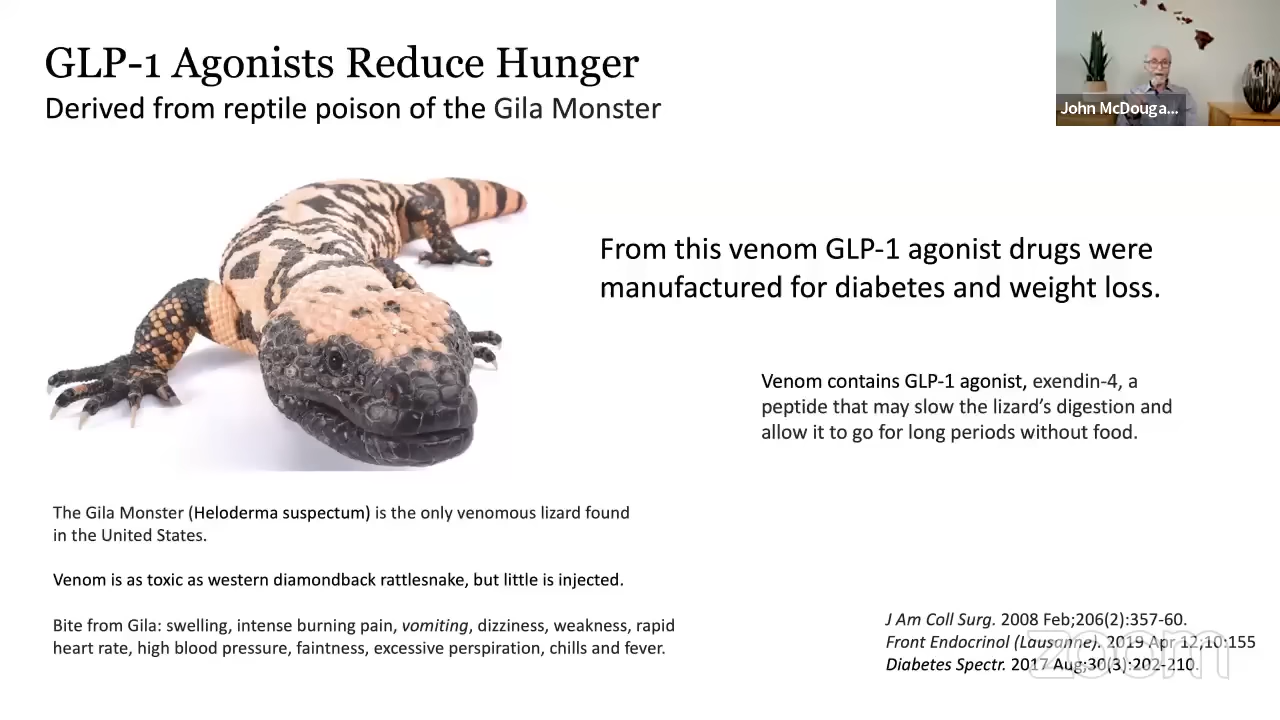 GLP-1 Agonists Reduce Hunger
Derived from reptile poison of the Gila Monster
John McDouga...
From this venom GLP-1 agonist drugs were
manufactured for diabetes and weight loss.
Venom contains GLP-1 agonist, exendin-4, a
peptide that may slow the lizard's digestion and
allow it to go for long periods without food.
The Gila Monster (Heloderma suspectum) is the only venomous lizard found
in the United States.
Venom is as toxic as western diamondback rattlesnake, but little is injected.
Bite from Gila: swelling, intense burning pain, vomiting, dizziness, weakness, rapid
heart rate, high blood pressure, faintness, excessive perspiration, chills and fever.
J Am Coll Surg. 2008 Feb;206(2):357-60.
Front Endocrinol (Lausanne). 2019 Apr 12;10:155
Diabetes Spectr. 2017 Aug;30(3):202-210.
zoom